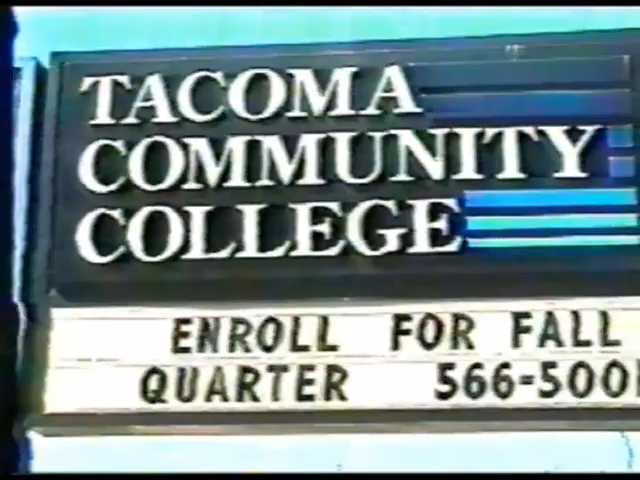 TACOMA
COMMUNITY
COLLEGE
ENROLL FOR FALL
QUARTER 566-500